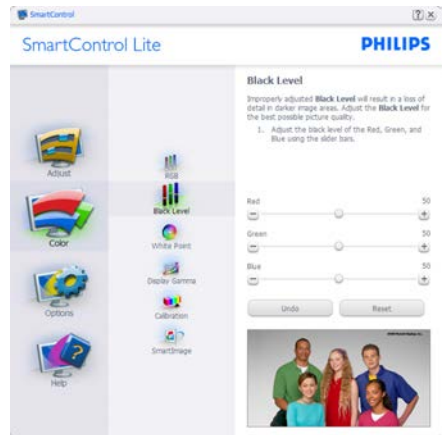 SmartControl
SmartControl Lite
PHILIPS
Adjust
Color
Options
Help
RGB
Black Level
White Point
Display Gamma
Calibration
SmartImage
Black Level
Improperly adjusted Black Level will result in a loss of
detail in darker image areas. Adjust the Black Level for
the best possible picture quality.
1. Adjust the black level of the Red, Green, and
Blue using the slider bars.
Red 50
Green 50
Blue 50
Undo Reset